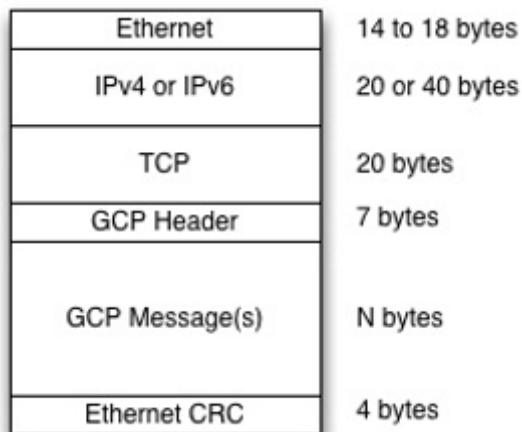 Ethernet 14 to 18 bytes
IPv4 or IPv6 20 or 40 bytes
TCP 20 bytes
GCP Header 7 bytes
GCP Message(s) N bytes
Ethernet CRC 4 bytes